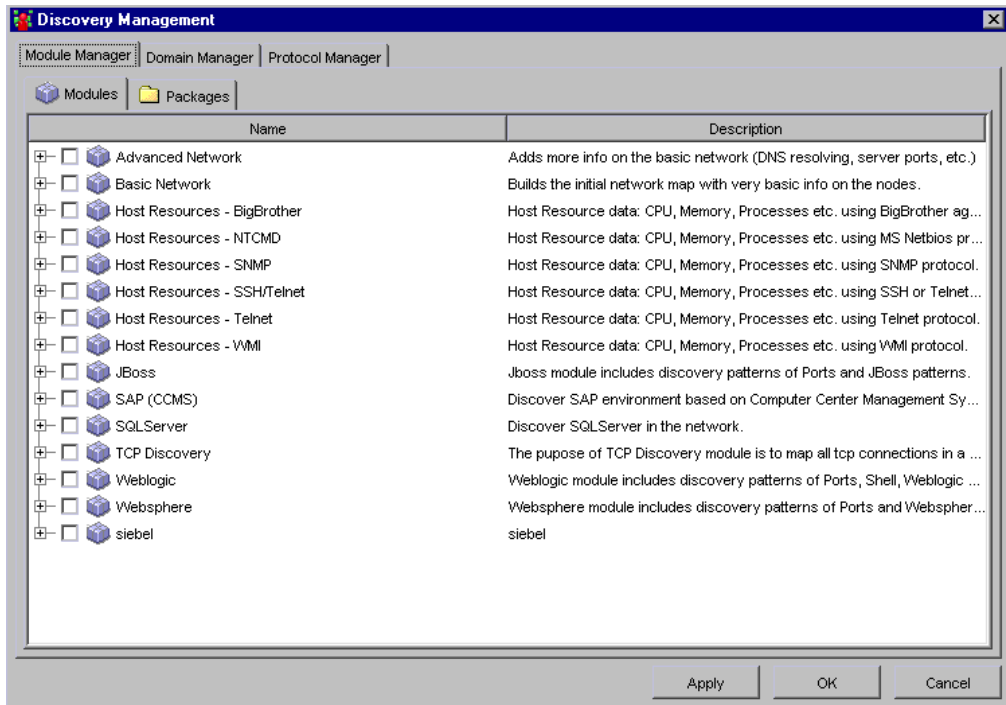 Discovery Management
Module Manager Domain Manager Protocol Manager
Modules Packages
Name Description
Advanced Network Adds more info on the basic network (DNS resolving, server ports, etc.)
Basic Network Builds the initial network map with very basic info on the nodes.
Host Resources - BigBrother Host Resource data: CPU, Memory, Processes etc. using BigBrother ag...
Host Resources - NTCMD Host Resource data: CPU, Memory, Processes etc. using MS Netbios pr...
Host Resources - SNMP Host Resource data: CPU, Memory, Processes etc. using SNMP protocol.
Host Resources - SSH/Telnet Host Resource data: CPU, Memory, Processes etc. using SSH or Telnet...
Host Resources - Telnet Host Resource data: CPU, Memory, Processes etc. using Telnet protocol.
Host Resources - WMI Host Resource data: CPU, Memory, Processes etc. using WMI protocol.
JBoss Jboss module includes discovery patterns of Ports and JBoss patterns.
SAP (CCMS) Discover SAP environment based on Computer Center Management Sy...
SQLServer Discover SQLServer in the network.
TCP Discovery The pupose of TCP Discovery module is to map all tcp connections in a ...
Weblogic Weblogic module includes discovery patterns of Ports, Shell, Weblogic ...
Websphere Websphere module includes discovery patterns of Ports and Webspher...
siebel siebel
Apply OK Cancel